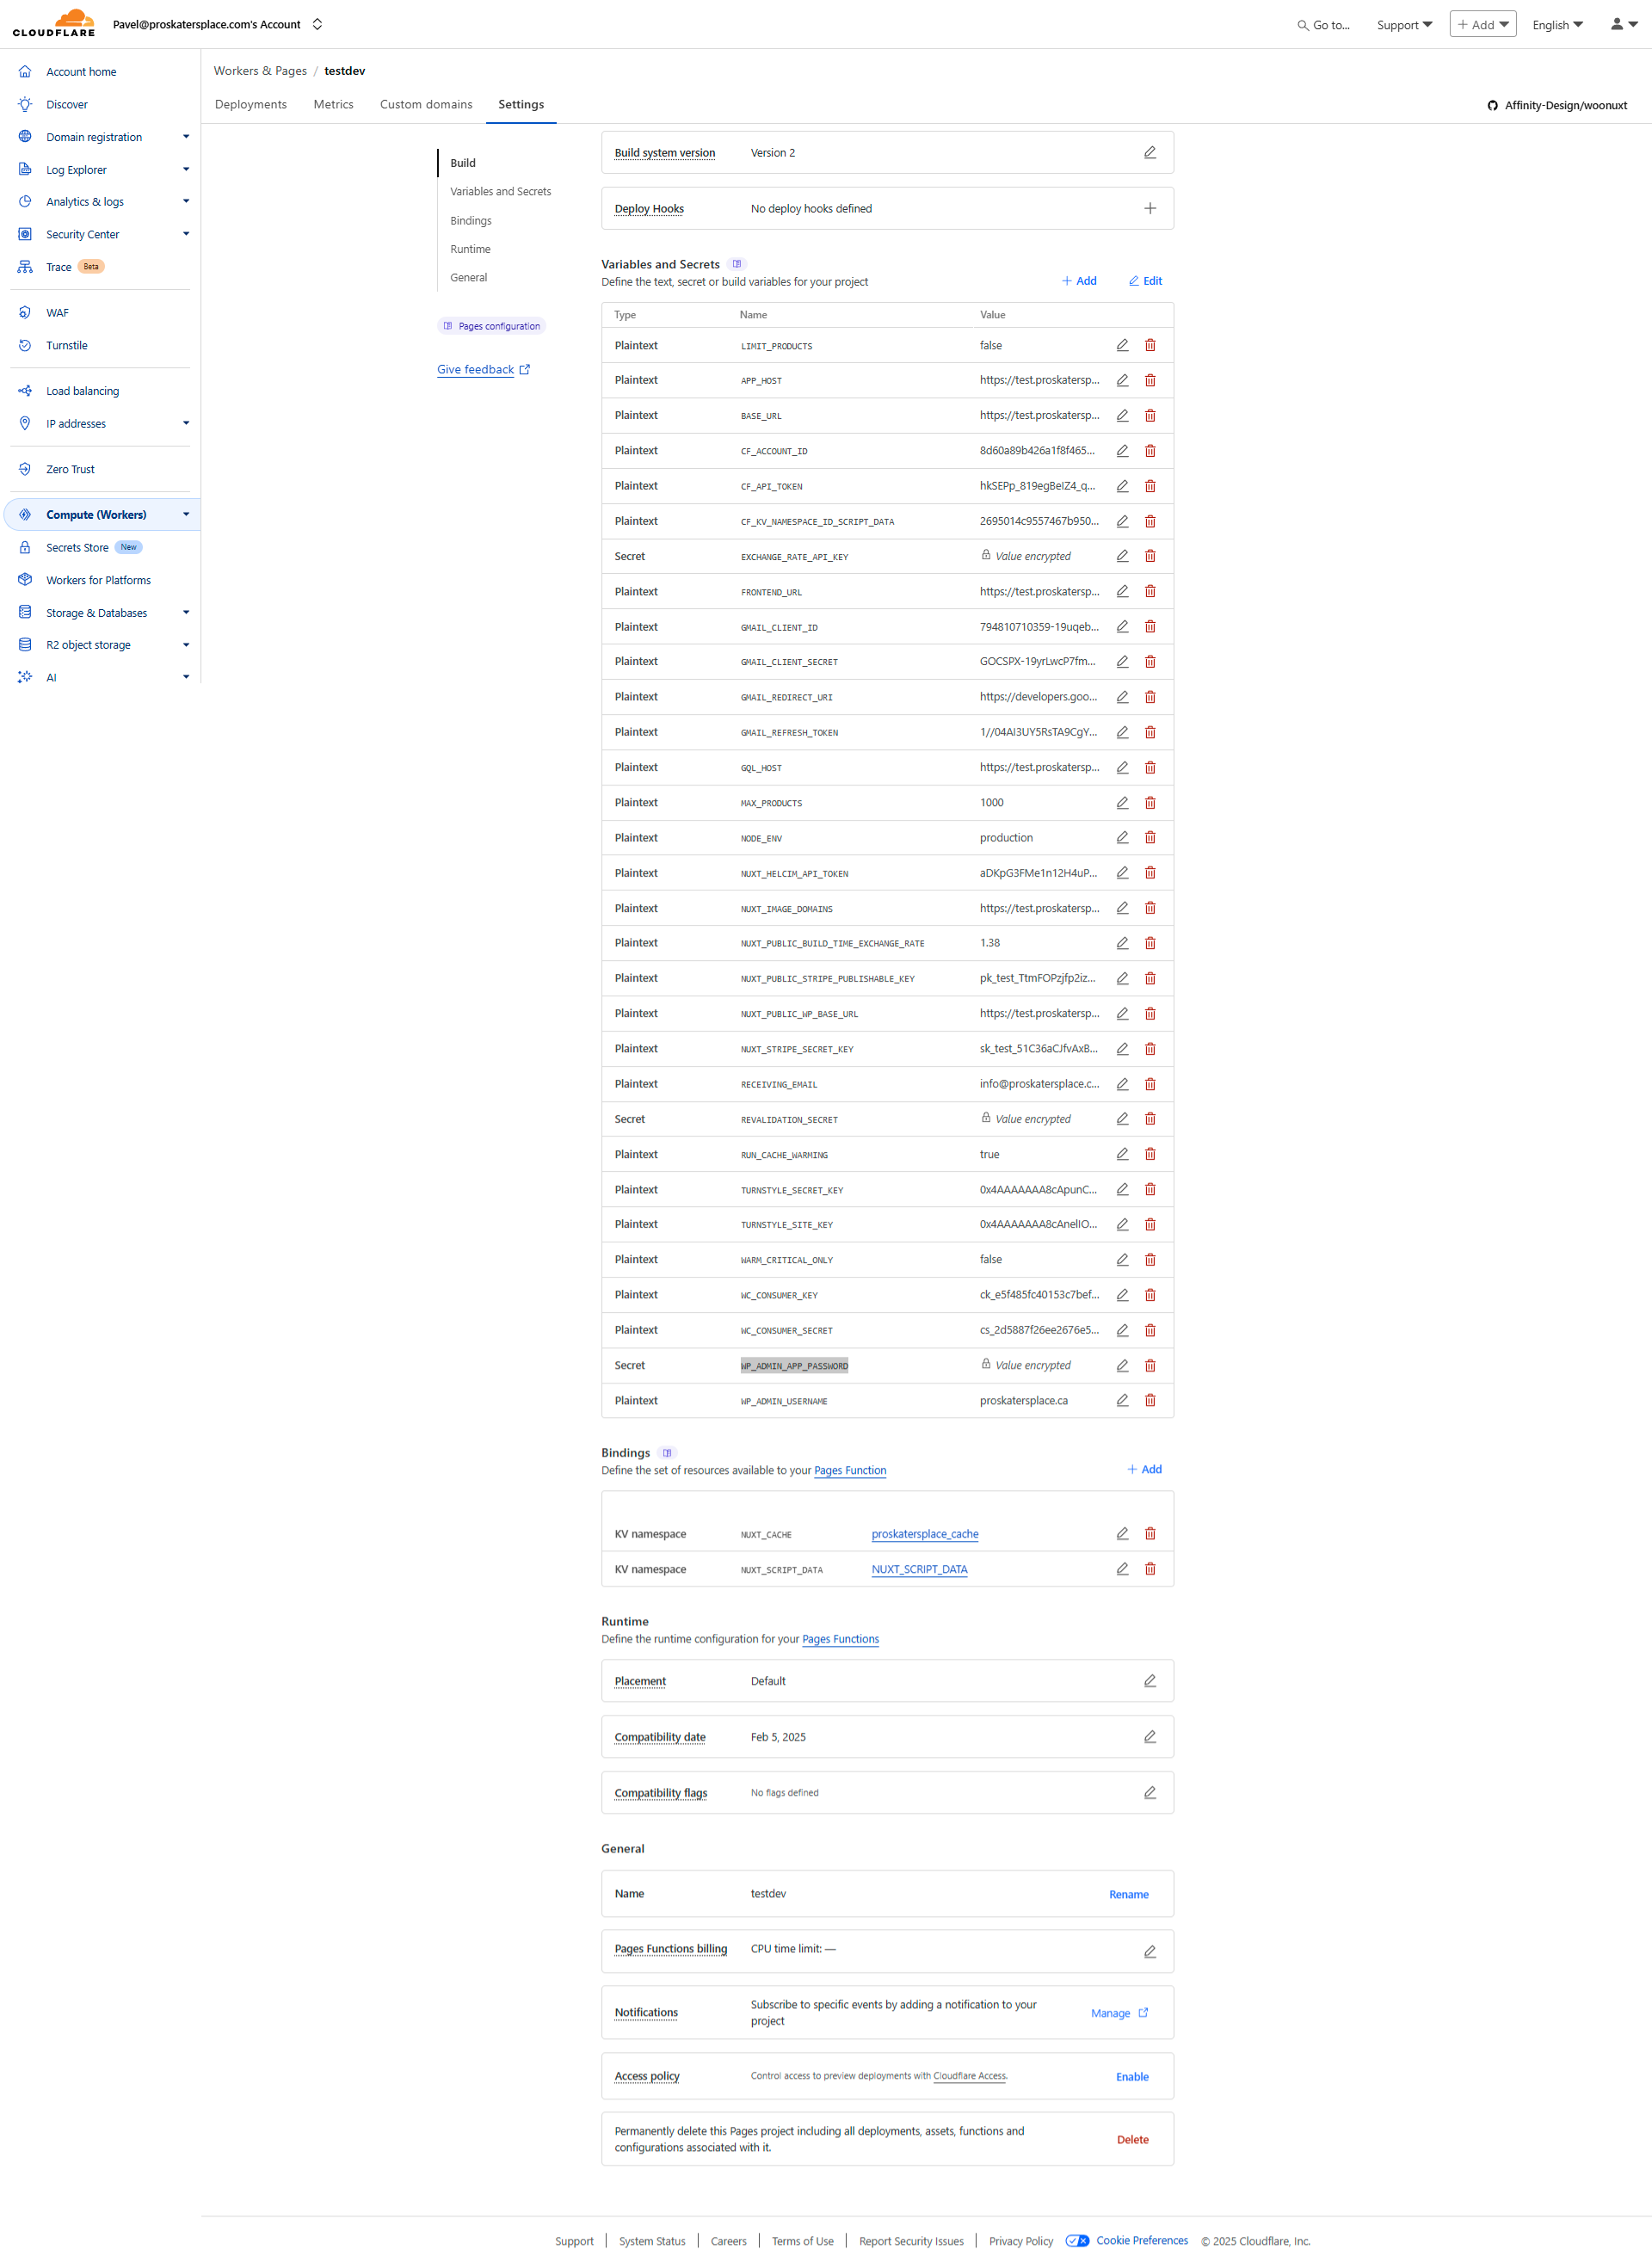 CLOUDFLARE
Pavel@proskatersplace.com's Account
Go to...
Support
Add
English
Account home
Discover
Domain registration
Log Explorer
Analytics & logs
Security Center
Trace Beta
WAF
Turnstile
Load balancing
IP addresses
Zero Trust
Compute (Workers)
Secrets Store New
Workers for Platforms
Storage & Databases
R2 object storage
AI
Workers & Pages / testdev
Deployments Metrics Custom domains Settings
Affinity-Design/woonuxt
Build
Variables and Secrets
Bindings
Runtime
General
Pages configuration
Give feedback
Build system version Version 2
Deploy Hooks No deploy hooks defined
Variables and Secrets
Define the text, secret or build variables for your project
Add Edit
Type Name Value
Plaintext LIMIT_PRODUCTS false
Plaintext APP_HOST https://test.proskatersp...
Plaintext BASE_URL https://test.proskatersp...
Plaintext CF_ACCOUNT_ID 8d60a89b426a1f8f465...
Plaintext CF_API_TOKEN hkSEPp_819egBeIZ4_q...
Plaintext CF_KV_NAMESPACE_ID_SCRIPT_DATA 2695014c9557467b950...
Secret EXCHANGE_RATE_API_KEY Value encrypted
Plaintext FRONTEND_URL https://test.proskatersp...
Plaintext GMAIL_CLIENT_ID 794810710359-19uqeb...
Plaintext GMAIL_CLIENT_SECRET GOCSPX-19yrLwcP7fm...
Plaintext GMAIL_REDIRECT_URI https://developers.goo...
Plaintext GMAIL_REFRESH_TOKEN 1//04AI3UY5RsTA9CgY...
Plaintext GQL_HOST https://test.proskatersp...
Plaintext MAX_PRODUCTS 1000
Plaintext NODE_ENV production
Plaintext NUXT_HELCIM_API_TOKEN aDKpG3FMe1n12H4uP...
Plaintext NUXT_IMAGE_DOMAINS https://test.proskatersp...
Plaintext NUXT_PUBLIC_BUILD_TIME_EXCHANGE_RATE 1.38
Plaintext NUXT_PUBLIC_STRIPE_PUBLISHABLE_KEY pk_test_TtmFOPzjfp2iz...
Plaintext NUXT_PUBLIC_WP_BASE_URL https://test.proskatersp...
Plaintext NUXT_STRIPE_SECRET_KEY sk_test_51C36aCJfvAxB...
Plaintext RECEIVING_EMAIL info@proskatersplace.c...
Secret REVALIDATION_SECRET Value encrypted
Plaintext RUN_CACHE_WARMING true
Plaintext TURNSTYLE_SECRET_KEY 0x4AAAAAAA8cApunC...
Plaintext TURNSTYLE_SITE_KEY 0x4AAAAAAA8cAnelIO...
Plaintext WARM_CRITICAL_ONLY false
Plaintext WC_CONSUMER_KEY ck_e5f485fc40153c7bef...
Plaintext WC_CONSUMER_SECRET cs_2d5887f26ee2676e5...
Secret WP_ADMIN_APP_PASSWORD Value encrypted
Plaintext WP_ADMIN_USERNAME proskatersplace.ca
Bindings
Define the set of resources available to your Pages Function
Add
KV namespace NUXT_CACHE proskatersplace_cache
KV namespace NUXT_SCRIPT_DATA NUXT_SCRIPT_DATA
Runtime
Define the runtime configuration for your Pages Functions
Placement Default
Compatibility date Feb 5, 2025
Compatibility flags No flags defined
General
Name testdev Rename
Pages Functions billing CPU time limit: —
Notifications Subscribe to specific events by adding a notification to your
project
Manage
Access policy Control access to preview deployments with Cloudflare Access. Enable
Permanently delete this Pages project including all deployments, assets, functions and
configurations associated with it.
Delete
Support System Status Careers Terms of Use Report Security Issues Privacy Policy Cookie Preferences © 2025 Cloudflare, Inc.